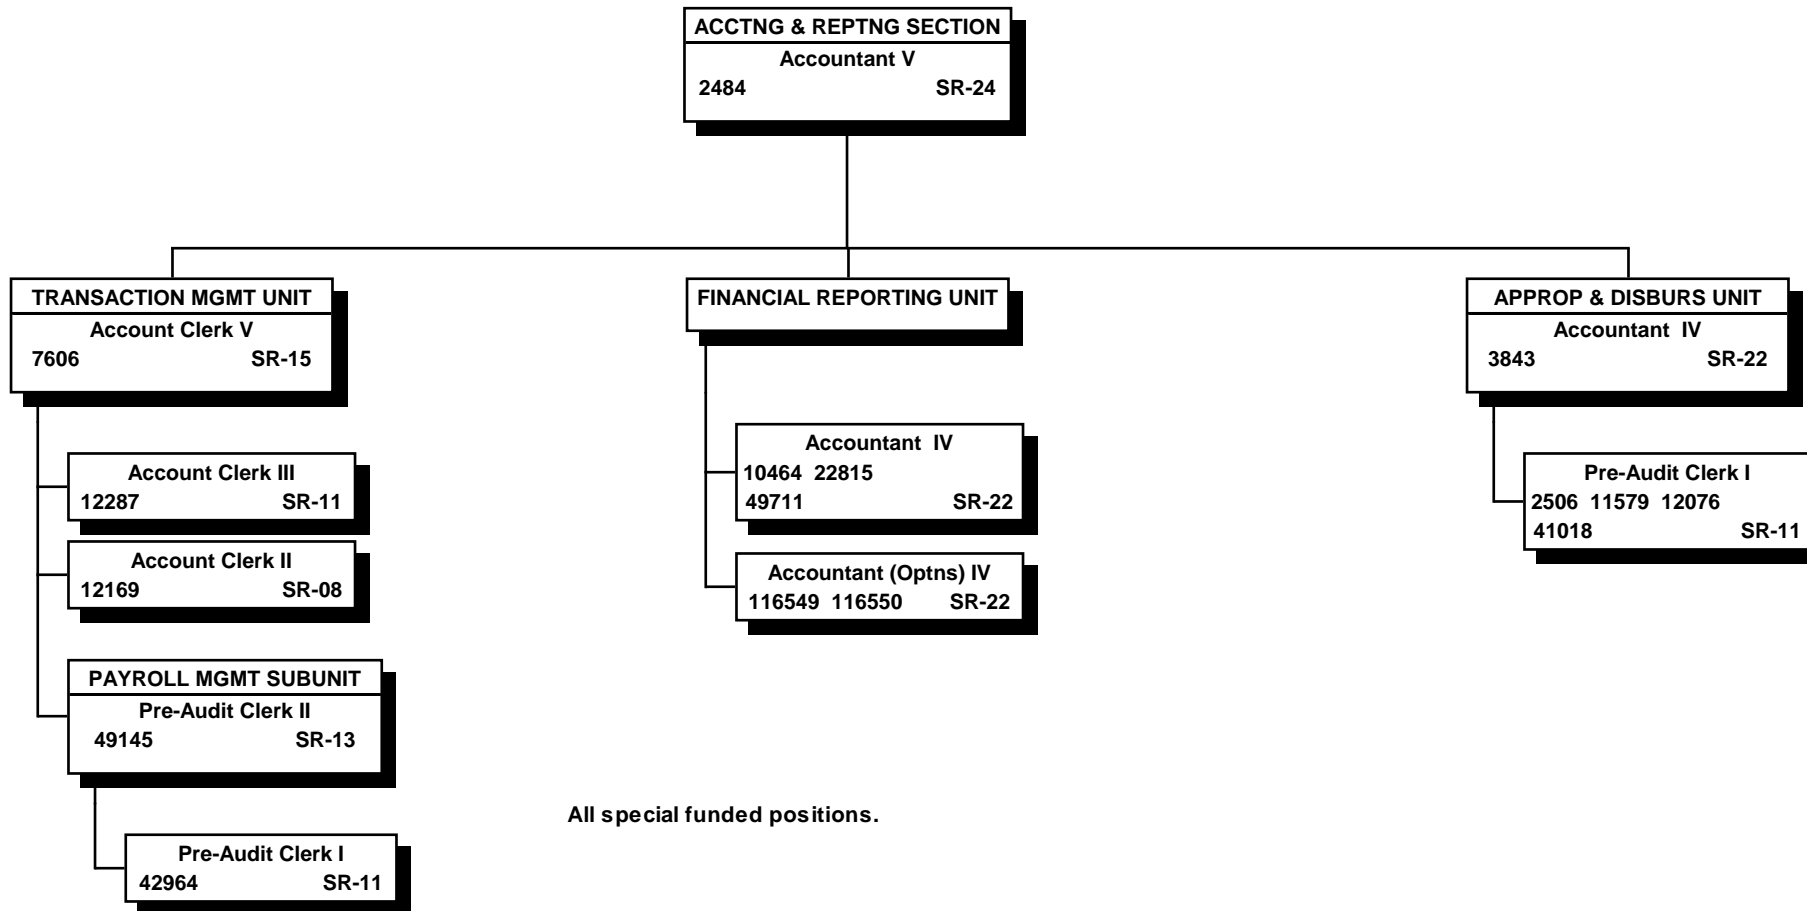 ACCTNG & REPTNG SECTION
Accountant V
2484 SR-24
TRANSACTION MGMT UNIT
Account Clerk V
7606 SR-15
Account Clerk III
12287 SR-11
Account Clerk II
12169 SR-08
PAYROLL MGMT SUBUNIT
Pre-Audit Clerk II
49145 SR-13
Pre-Audit Clerk I
42964 SR-11
FINANCIAL REPORTING UNIT
Accountant IV
10464 22815
49711 SR-22
Accountant (Optns) IV
116549 116550 SR-22
APPROP & DISBURS UNIT
Accountant IV
3843 SR-22
Pre-Audit Clerk I
2506 11579 12076
41018 SR-11
All special funded positions.